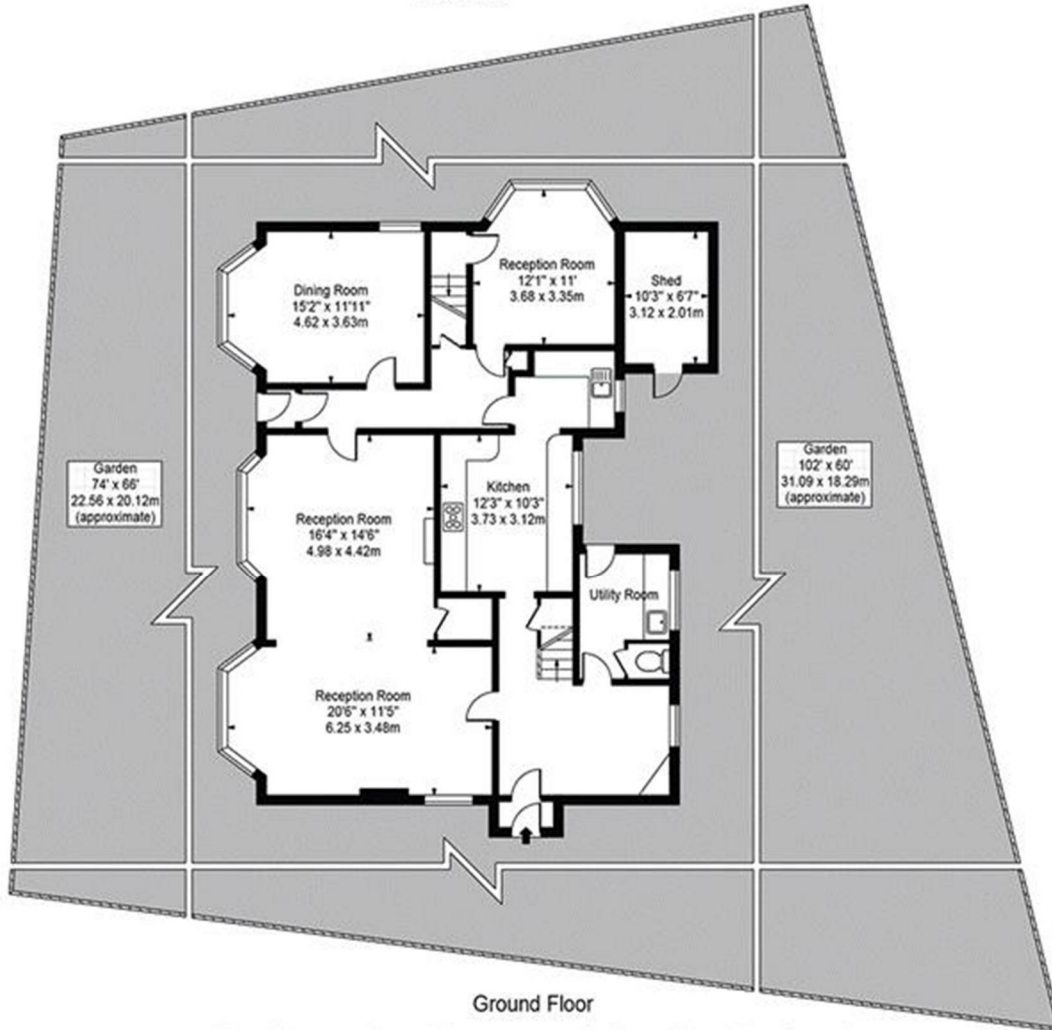 Dining Room
15'2" x 11'11"
4.62 x 3.63m
Reception Room
12'1" x 11'
3.68 x 3.35m
Shed
10'3" x 6'7"
3.12 x 2.01m
Garden
74' x 66'
22.56 x 20.12m
(approximate)
Reception Room
16'4" x 14'6"
4.98 x 4.42m
Kitchen
12'3" x 10'3"
3.73 x 3.12m
Garden
102' x 60'
31.09 x 18.29m
(approximate)
Utility Room
Reception Room
20'6" x 11'5"
6.25 x 3.48m
Ground Floor